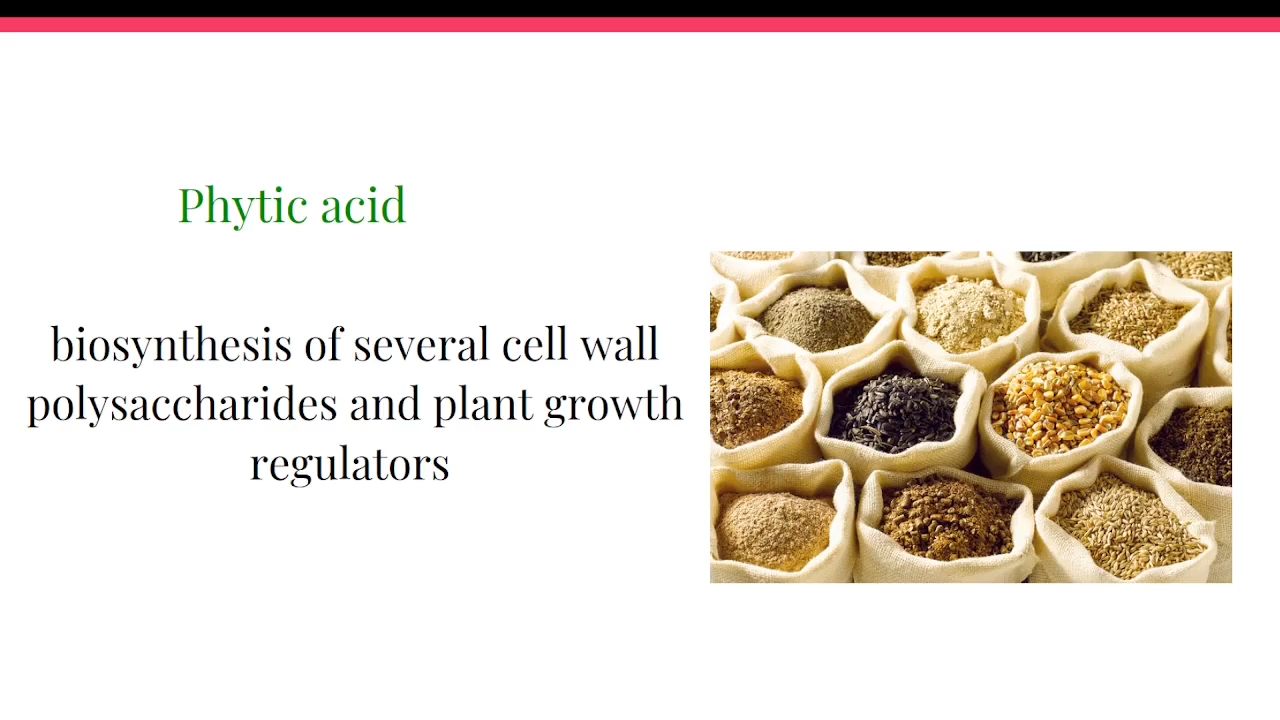 Phytic acid
biosynthesis of several cell wall
polysaccharides and plant growth
regulators